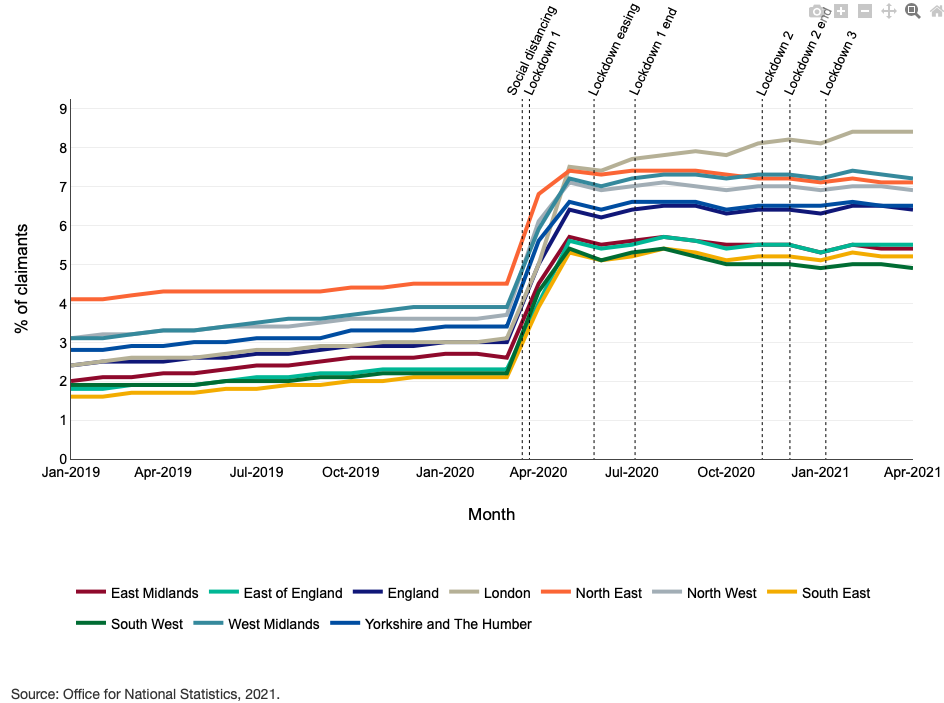 Social distancing
Lockdown 1
Lockdown easing
Lockdown 1 end
Lockdown 2
Lockdown 2 end
Lockdown 3
% of claimants
9
8
7
6
5
4
3
2
1
0
Jan-2019 Apr-2019 Jul-2019 Oct-2019 Jan-2020 Apr-2020 Jul-2020 Oct-2020 Jan-2021 Apr-2021
Month
East Midlands East of England England London North East North West South East
South West West Midlands Yorkshire and The Humber
Source: Office for National Statistics, 2021.